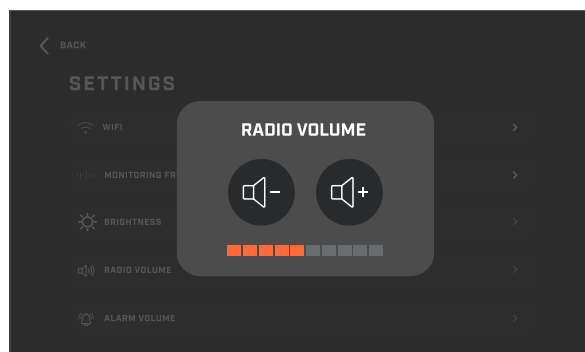 BACK
SETTINGS
WIFI
RADIO VOLUME
MONITORING FR
BRIGHTNESS
RADIO VOLUME
ALARM VOLUME